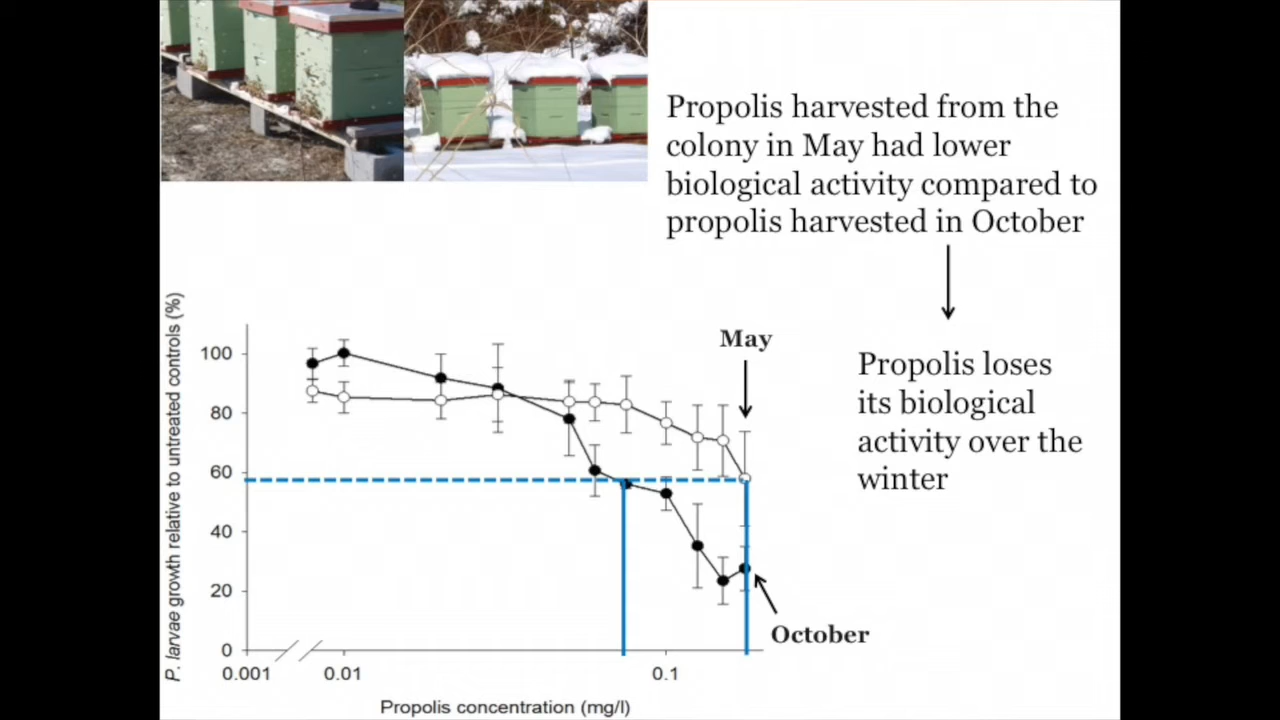 Propolis harvested from the
colony in May had lower
biological activity compared to
propolis harvested in October
Propolis loses
its biological
activity over the
winter
P. larvae growth relative to untreated controls (%)
100
80
60
40
20
0
0.001
0.01
0.1
Propolis concentration (mg/l)
May
October